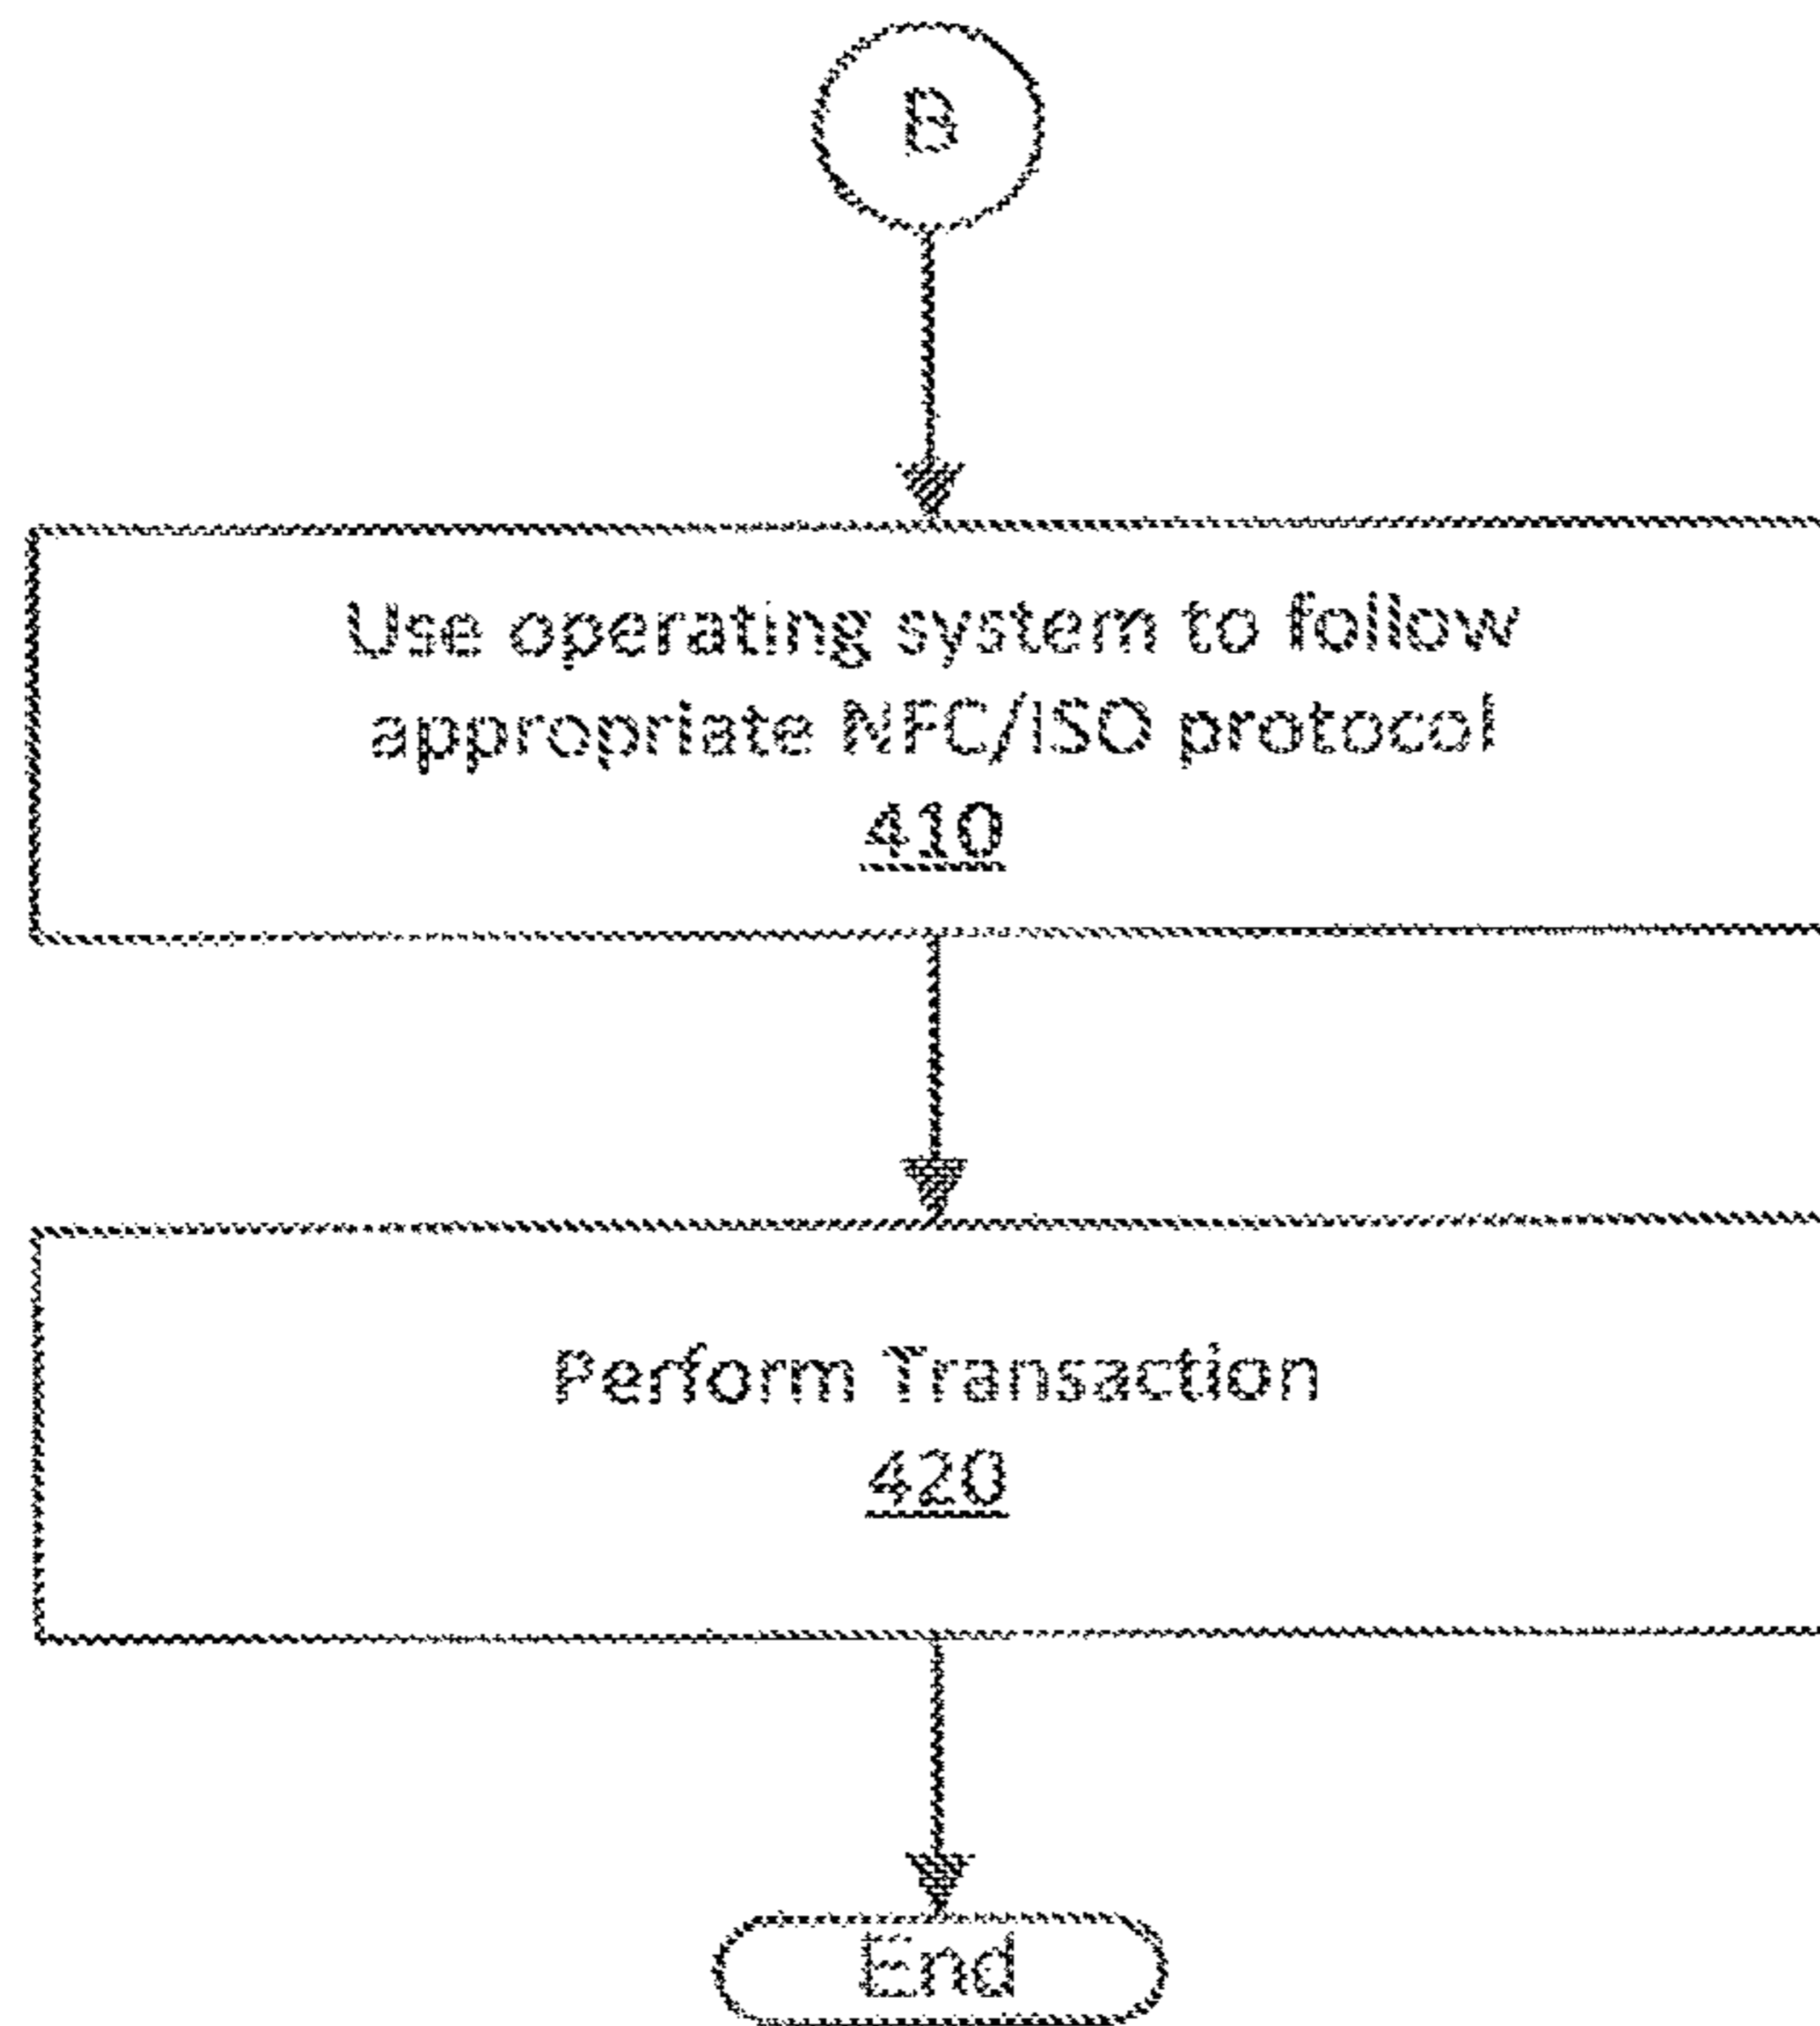 B
Use operating system to follow
appropriate NFC/ISO protocol
410
Perform Transaction
420
End